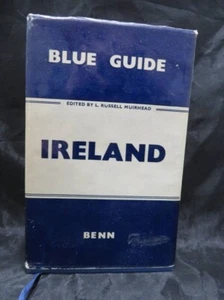 BLUE GUIDE
EDITED BY L. RUSSELL MUIRHEAD
IRELAND
BENN